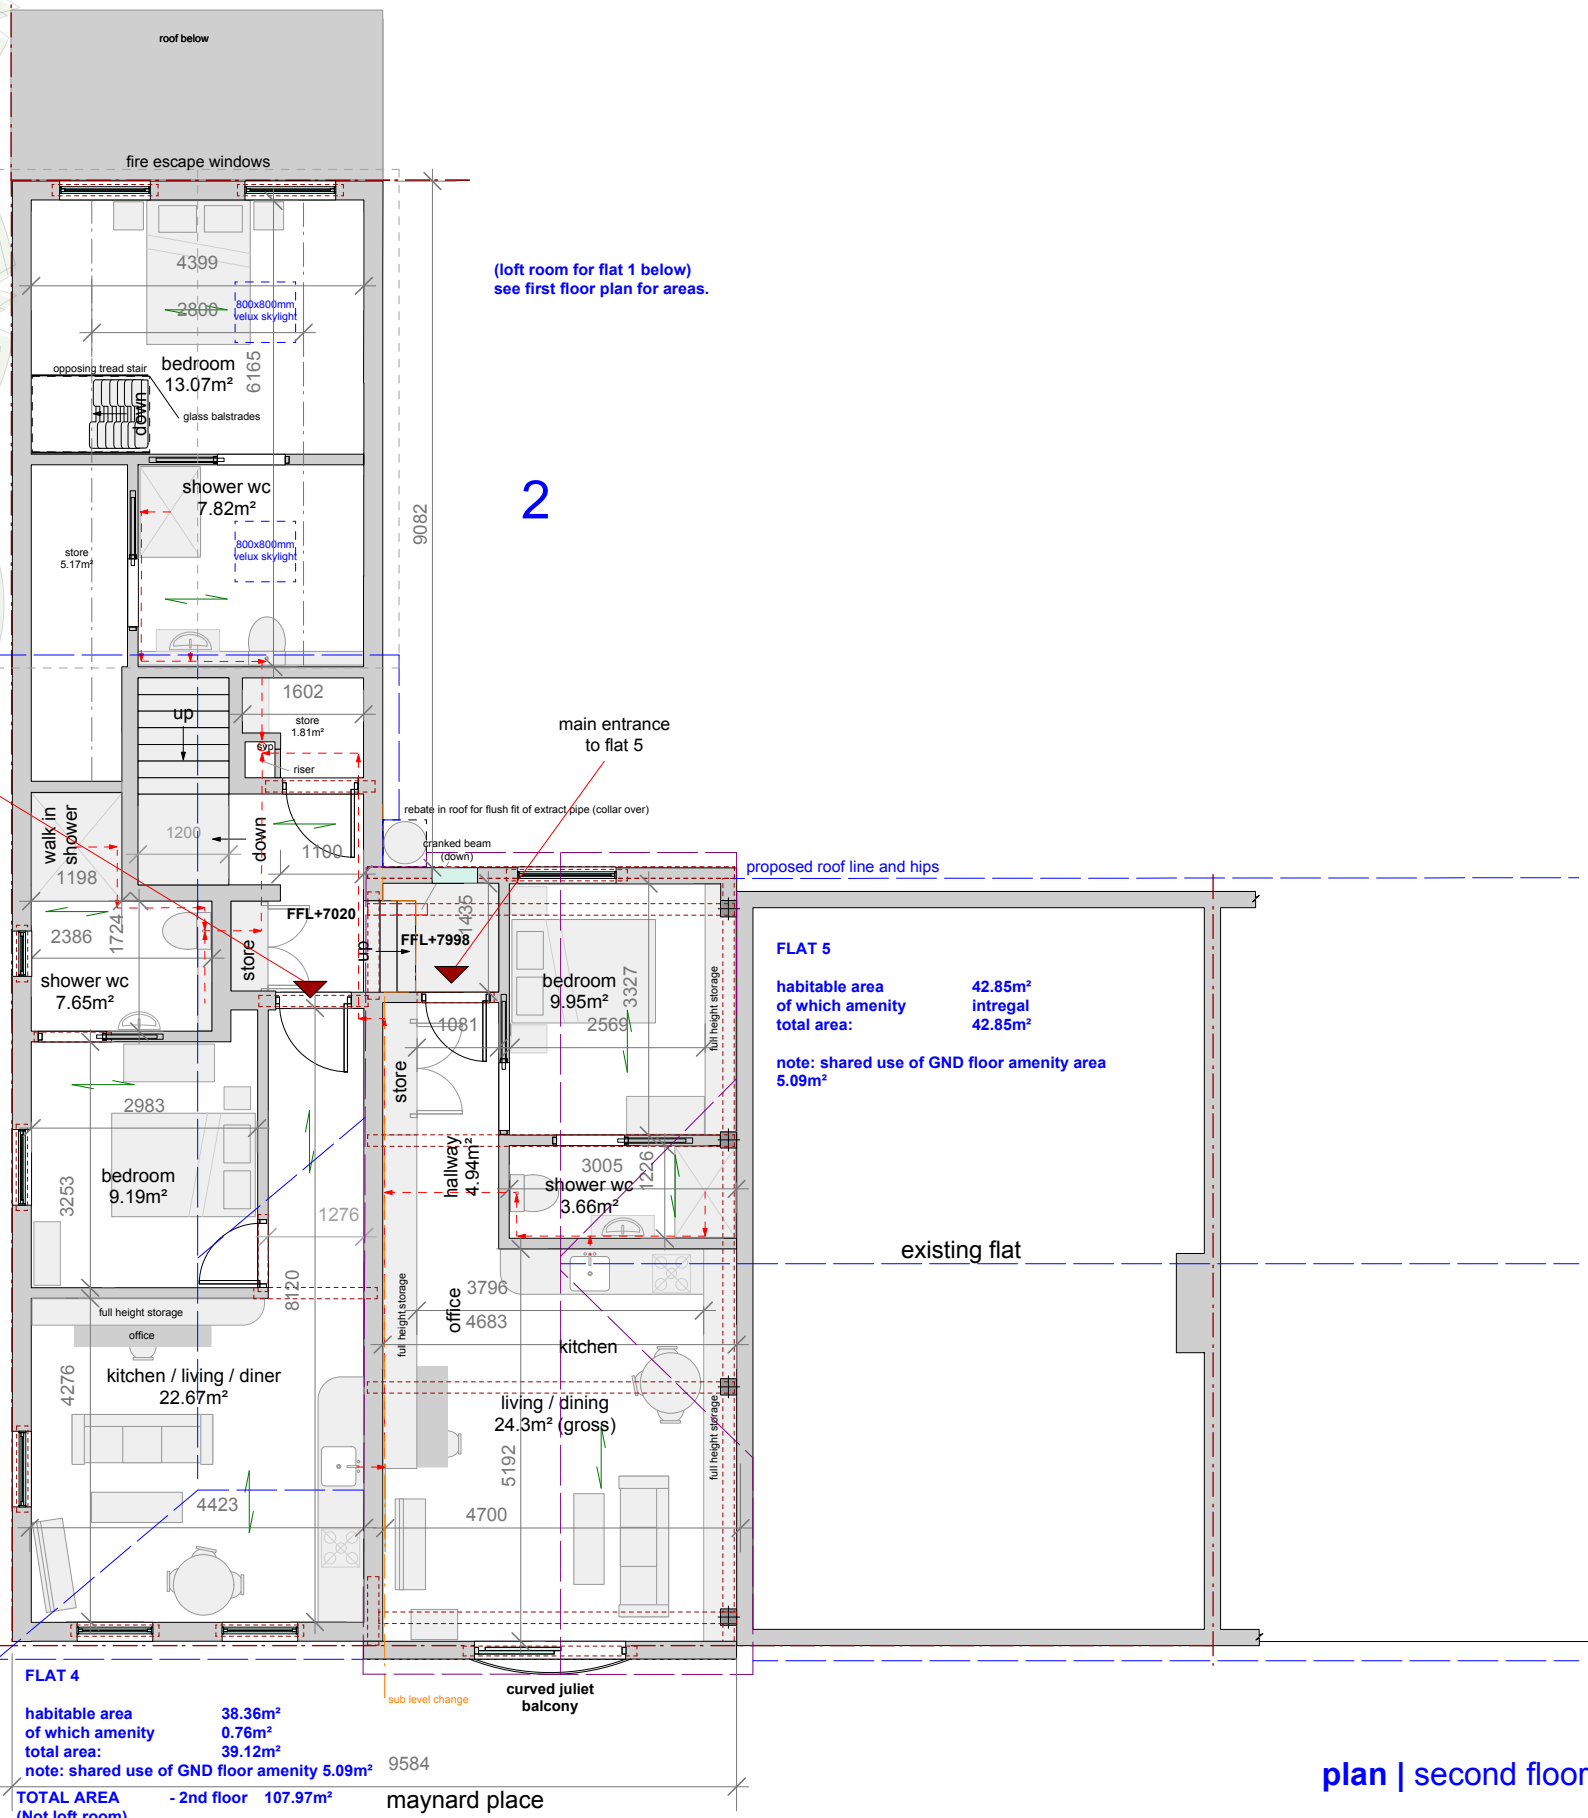 roof below
fire escape windows
4399
2800
800x800mm
velux skylight
(loft room for flat 1 below)
see first floor plan for areas.
bedroom
13.07m²
6165
opposing tread stair
down
glass balstrades
shower wc
7.82m²
2
9082
800x800mm
velux skylight
store
5.17m²
up
1602
store
1.81m²
svp
riser
main entrance
to flat 5
walk in
shower
1200
down
1100
rebate in roof for flush fit of extract pipe (collar over)
cranked beam
(down)
proposed roof line and hips
1198
1724
2386
store
FFL+7020
up
FFL+7998
1435
shower wc
7.65m²
bedroom
9.95m²
3327
2569
full height storage
1081
store
FLAT 5
habitable area 42.85m²
of which amenity intregal
total area: 42.85m²
note: shared use of GND floor amenity area
5.09m²
2983
bedroom
9.19m²
3253
1276
8120
hallway
4.94m²
3005
1226
shower wc
3.66m²
existing flat
full height storage
office
kitchen / living / diner
22.67m²
4276
4423
full height storage
office
3796
4683
kitchen
living / dining
24.3m² (gross)
full height storage
5192
4700
FLAT 4
habitable area 38.36m²
of which amenity 0.76m²
total area: 39.12m²
note: shared use of GND floor amenity 5.09m²
TOTAL AREA - 2nd floor 107.97m²
(Not loft room)
sub level change
curved juliet
balcony
9584
maynard place
plan | second floor